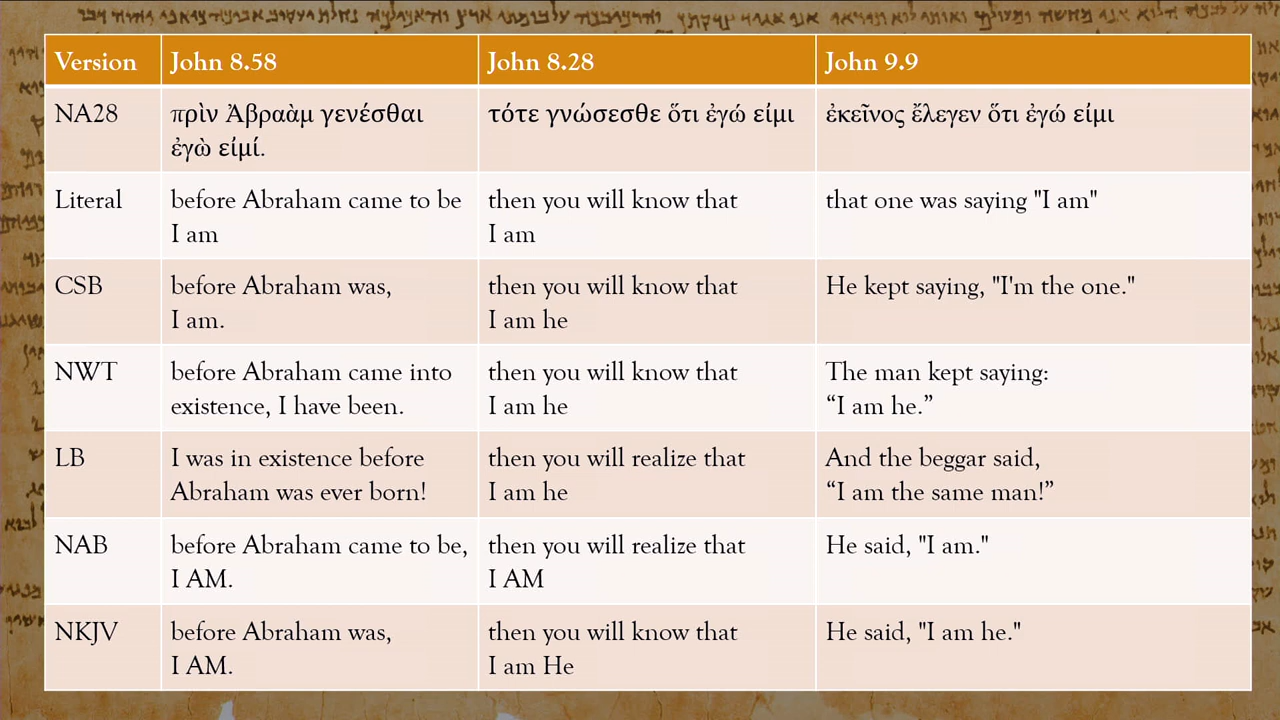 Version John 8.58 John 8.28 John 9.9
NA28 πρὶν Ἀβραὰμ γενέσθαι τότε γνώσεσθε ὅτι ἐγώ εἰμι ἐκεῖνος ἔλεγεν ὅτι ἐγώ εἰμι
ἐγὼ εἰμί.
Literal before Abraham came to be then you will know that that one was saying "I am"
I am I am
CSB before Abraham was, then you will know that He kept saying, "I'm the one."
I am. I am he
NWT before Abraham came into then you will know that The man kept saying:
existence, I have been. I am he “I am he.”
LB I was in existence before then you will realize that And the beggar said,
Abraham was ever born! I am he “I am the same man!”
NAB before Abraham came to be, then you will realize that He said, "I am."
I AM. I AM
NKJV before Abraham was, then you will know that He said, "I am he."
I AM. I am He